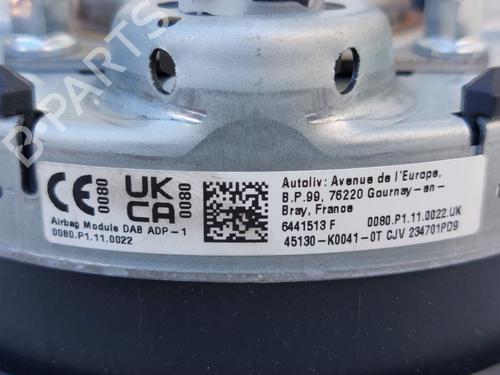 CE 0080
UK CA 0080
Airbag Module DAB ADP-1
0080.P1.11.0022
Autoliv: Avenue de l'Europe,
B.P.99, 76220 Gournay-en-
Bray, France
6441513 F 0080.P1.11.0022.UK
45130-K0041-0T CJV 234701PD9
B-PARTS